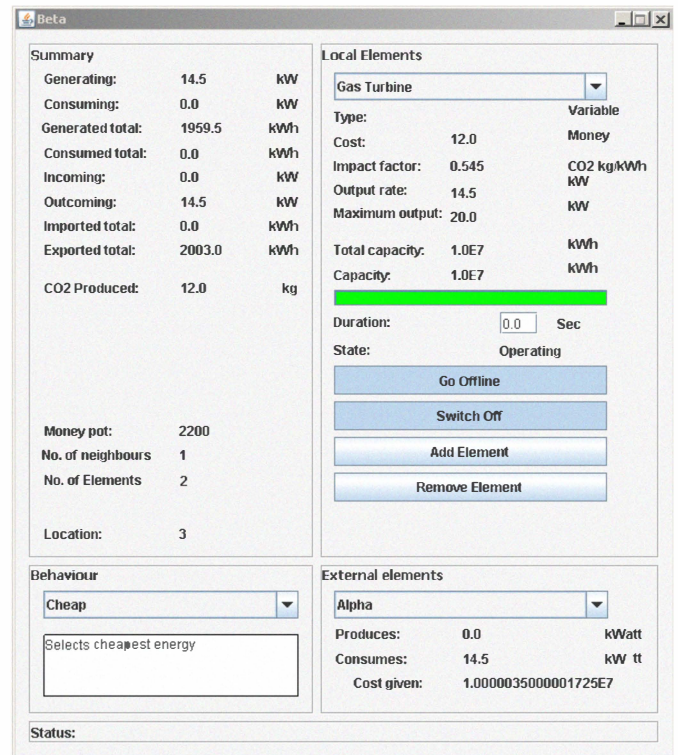 Beta
Summary
Generating: 14.5 kW
Consuming: 0.0 kW
Generated total: 1959.5 kWh
Consumed total: 0.0 kWh
Incoming: 0.0 kW
Outcoming: 14.5 kW
Imported total: 0.0 kWh
Exported total: 2003.0 kWh
CO2 Produced: 12.0 kg
Money pot: 2200
No. of neighbours 1
No. of Elements 2
Location: 3
Local Elements
Gas Turbine
Type: Variable
Cost: 12.0 Money
Impact factor: 0.545 CO2 kg/kWh
Output rate: 14.5 kW
Maximum output: 20.0 kW
Total capacity: 1.0E7 kWh
Capacity: 1.0E7 kWh
Duration: 0.0 Sec
State: Operating
Go Offline
Switch Off
Add Element
Remove Element
Behaviour
Cheap
Selects cheapest energy
External elements
Alpha
Produces: 0.0 kWatt
Consumes: 14.5 kW tt
Cost given: 1.0000035000001725E7
Status: